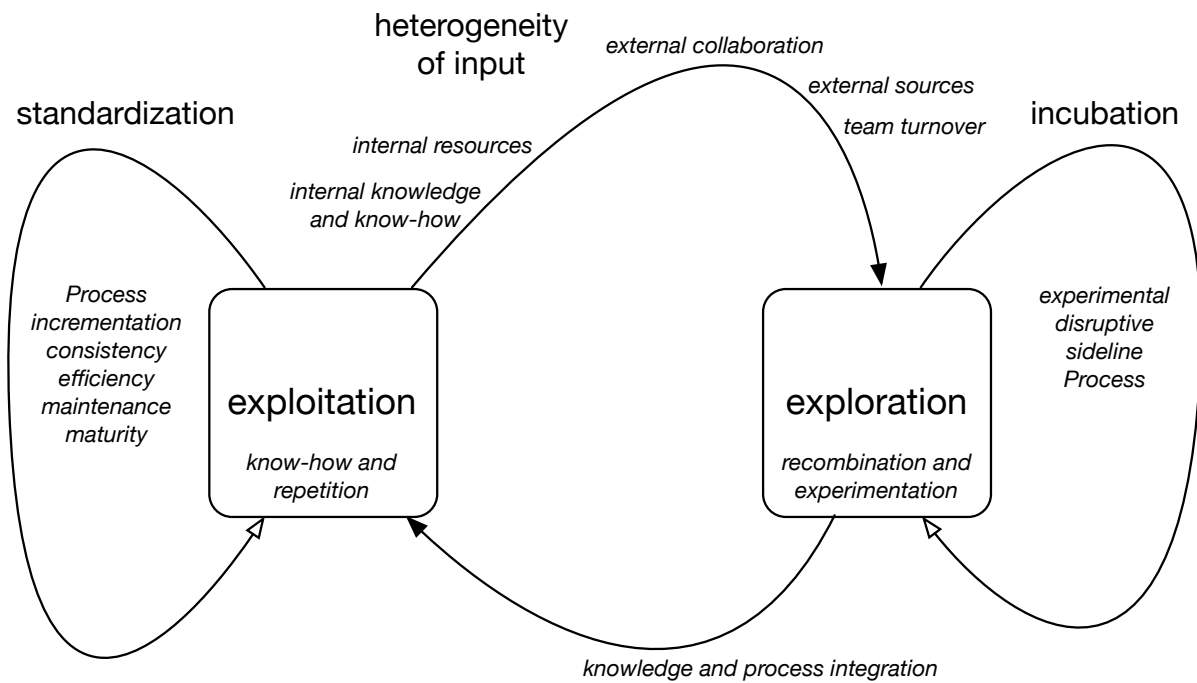 heterogeneity
of input
external collaboration
external sources
team turnover
standardization
incubation
internal resources
internal knowledge
and know-how
Process
incrementation
consistency
efficiency
maintenance
maturity
exploitation
know-how and
repetition
exploration
recombination and
experimentation
experimental
disruptive
sideline
Process
knowledge and process integration